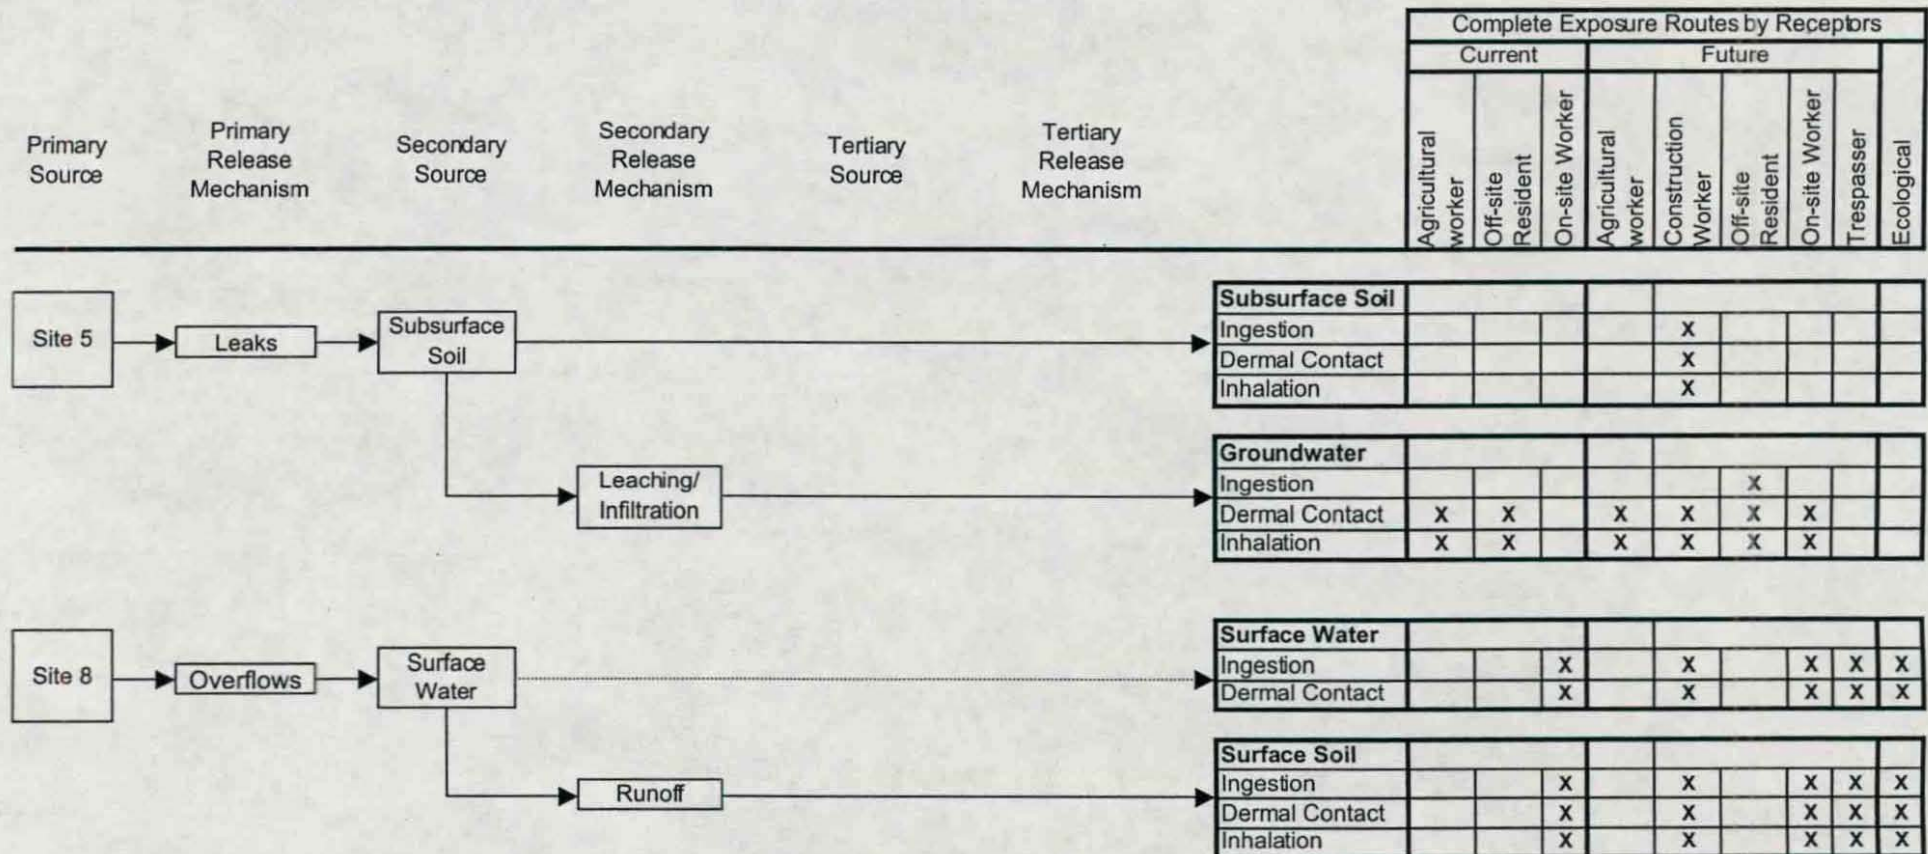 Complete Exposure Routes by Receptors
Current Future
Primary Source
Primary Release Mechanism
Secondary Source
Secondary Release Mechanism
Tertiary Source
Tertiary Release Mechanism
Agricultural worker
Off-site Resident
On-site Worker
Agricultural worker
Construction Worker
Off-site Resident
On-site Worker
Trespasser
Ecological
Site 5
Leaks
Subsurface
Soil
Subsurface Soil
Ingestion X
Dermal Contact X
Inhalation X
Leaching/
Infiltration
Groundwater
Ingestion X
Dermal Contact X X X X X X
Inhalation X X X X X X
Site 8
Overflows
Surface
Water
Surface Water
Ingestion X X X X X
Dermal Contact X X X X X
Runoff
Surface Soil
Ingestion X X X X X
Dermal Contact X X X X X
Inhalation X X X X X